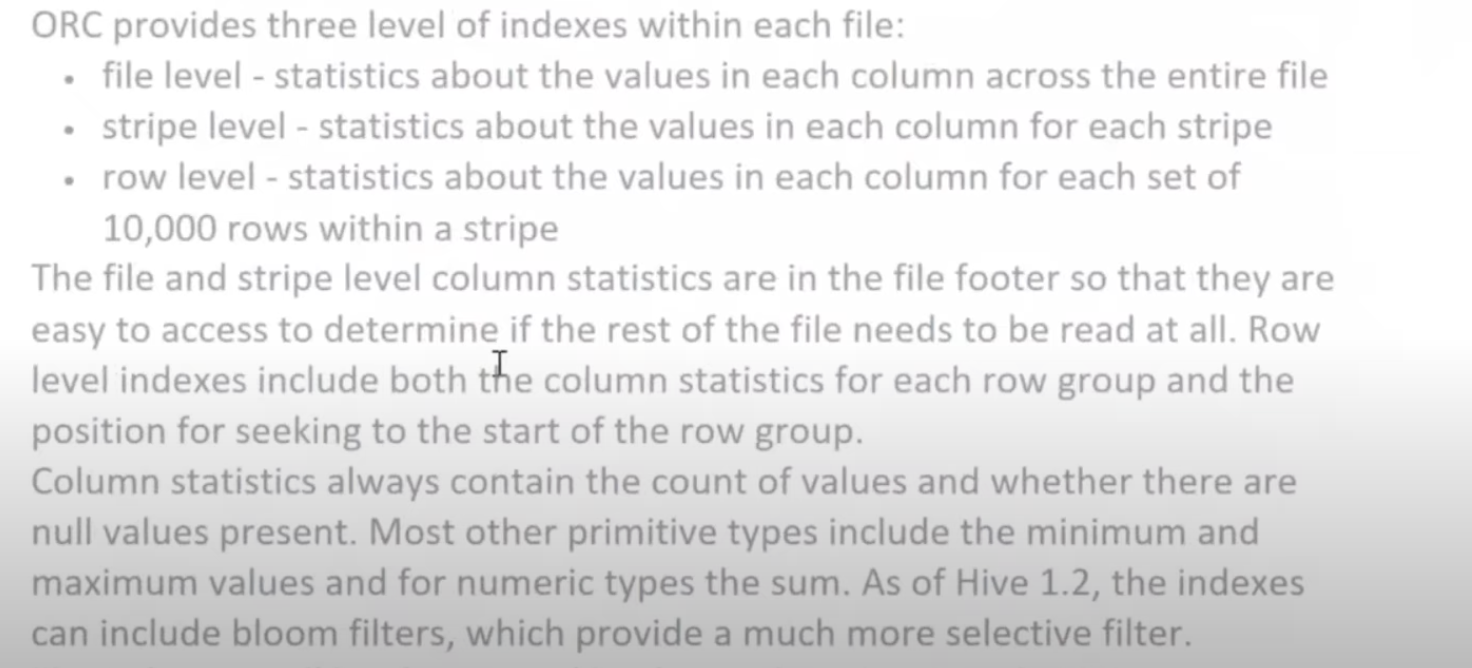 ORC provides three level of indexes within each file:
• file level - statistics about the values in each column across the entire file
• stripe level - statistics about the values in each column for each stripe
• row level - statistics about the values in each column for each set of
10,000 rows within a stripe
The file and stripe level column statistics are in the file footer so that they are
easy to access to determine if the rest of the file needs to be read at all. Row
level indexes include both the column statistics for each row group and the
position for seeking to the start of the row group.
Column statistics always contain the count of values and whether there are
null values present. Most other primitive types include the minimum and
maximum values and for numeric types the sum. As of Hive 1.2, the indexes
can include bloom filters, which provide a much more selective filter.